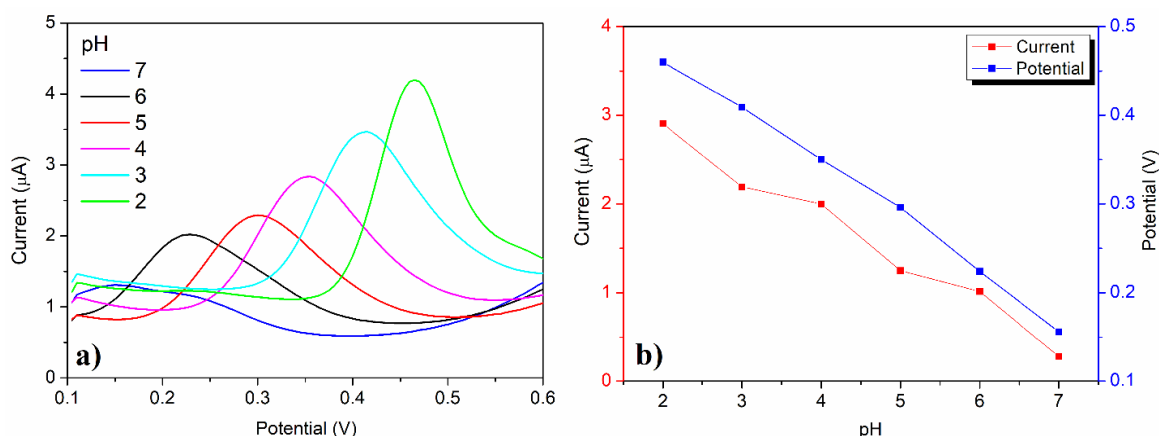 5
4
3
2
1
0
Current (μA)
pH
7
6
5
4
3
2
a)
0.1 0.2 0.3 0.4 0.5 0.6
Potential (V)
4
3
2
1
0
Current (μA)
Current
Potential
b)
2 3 4 5 6 7
pH
0.5
0.4
0.3
0.2
0.1
Potential (V)